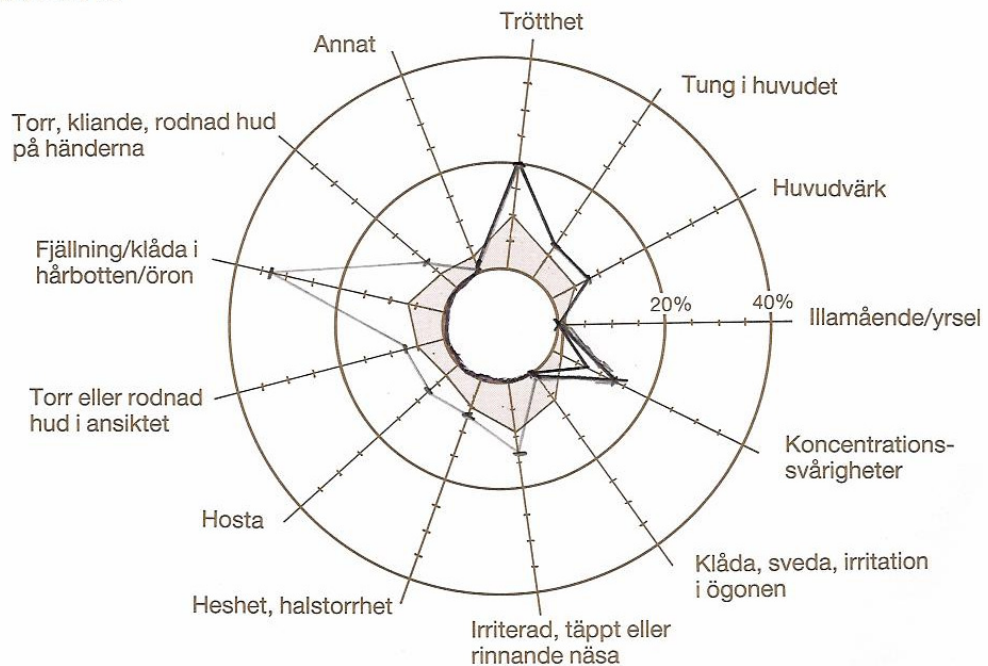 Trötthet
Tung i huvudet
Huvudvärk
20%
40%
Illamående/yrsel
Koncentrations-
svårigheter
Klåda, sveda, irritation
i ögonen
Irriterad, täppt eller
rinnande näsa
Heshet, halstorrhet
Hosta
Torr eller rodnad
hud i ansiktet
Fjällning/klåda i
hårbotten/öron
Torr, kliande, rodnad hud
på händerna
Annat